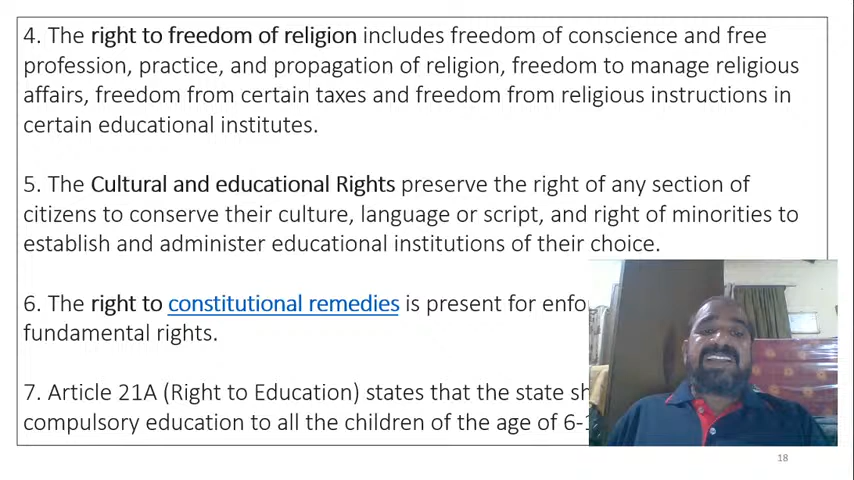 4. The right to freedom of religion includes freedom of conscience and free
profession, practice, and propagation of religion, freedom to manage religious
affairs, freedom from certain taxes and freedom from religious instructions in
certain educational institutes.
5. The Cultural and educational Rights preserve the right of any section of
citizens to conserve their culture, language or script, and right of minorities to
establish and administer educational institutions of their choice.
6. The right to constitutional remedies is present for
fundamental rights.
7. Article 21A (Right to Education) states that the state
compulsory education to all the children of the age of
18